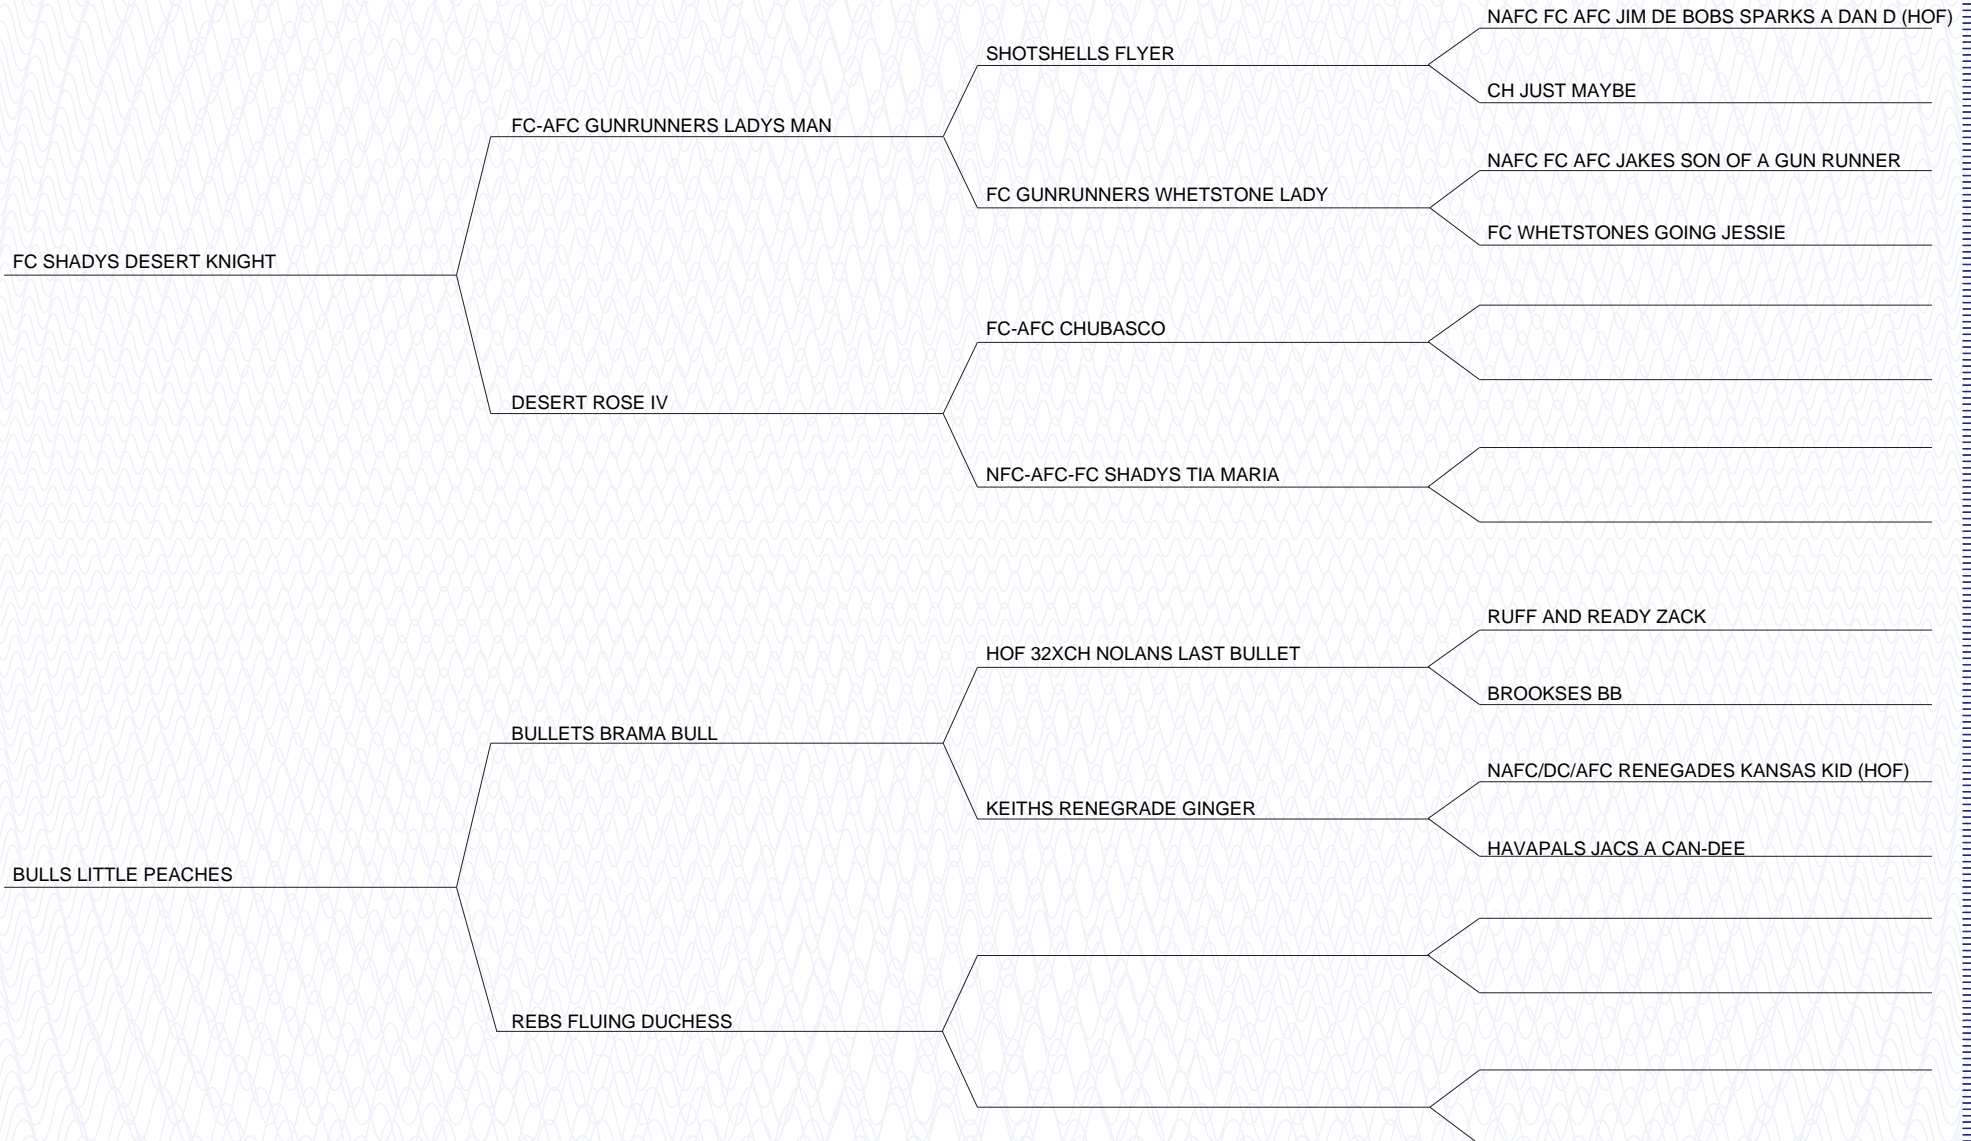 NAFC FC AFC JIM DE BOBS SPARKS A DAN D (HOF)
SHOTSHELLS FLYER
CH JUST MAYBE
FC-AFC GUNRUNNERS LADYS MAN
NAFC FC AFC JAKES SON OF A GUN RUNNER
FC GUNRUNNERS WHETSTONE LADY
FC WHETSTONES GOING JESSIE
FC SHADYS DESERT KNIGHT
FC-AFC CHUBASCO
DESERT ROSE IV
NFC-AFC-FC SHADYS TIA MARIA
RUFF AND READY ZACK
HOF 32XCH NOLANS LAST BULLET
BROOKSES BB
BULLETS BRAMA BULL
NAFC/DC/AFC RENEGADES KANSAS KID (HOF)
KEITHS RENEGRADE GINGER
HAVAPALS JACS A CAN-DEE
BULLS LITTLE PEACHES
REBS FLUING DUCHESS